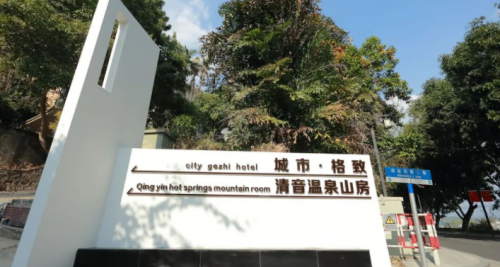 city gezhi hotel 城市·格致
Qing yin hot springs mountain room 清音温泉山房